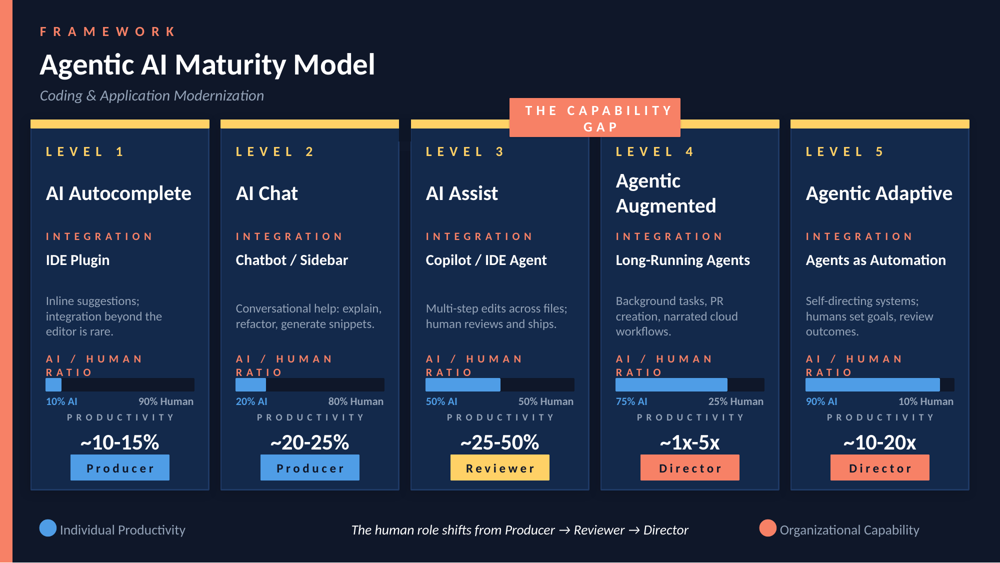 FRAMEWORK
Agentic AI Maturity Model
Coding & Application Modernization
THE CAPABILITY
GAP
LEVEL 1
AI Autocomplete
INTEGRATION
IDE Plugin
Inline suggestions;
integration beyond the
editor is rare.
AI / HUMAN
RATIO
10% AI
90% Human
PRODUCTIVITY
~10-15%
Producer
LEVEL 2
AI Chat
INTEGRATION
Chatbot / Sidebar
Conversational help: explain,
refactor, generate snippets.
AI / HUMAN
RATIO
20% AI
80% Human
PRODUCTIVITY
~20-25%
Producer
LEVEL 3
AI Assist
INTEGRATION
Copilot / IDE Agent
Multi-step edits across files;
human reviews and ships.
AI / HUMAN
RATIO
50% AI
50% Human
PRODUCTIVITY
~25-50%
Reviewer
LEVEL 4
Agentic
Augmented
INTEGRATION
Long-Running Agents
Background tasks, PR
creation, narrated cloud
workflows.
AI / HUMAN
RATIO
75% AI
25% Human
PRODUCTIVITY
~1x-5x
Director
LEVEL 5
Agentic Adaptive
INTEGRATION
Agents as Automation
Self-directing systems;
humans set goals, review
outcomes.
AI / HUMAN
RATIO
90% AI
10% Human
PRODUCTIVITY
~10-20x
Director
Individual Productivity
The human role shifts from Producer → Reviewer → Director
Organizational Capability